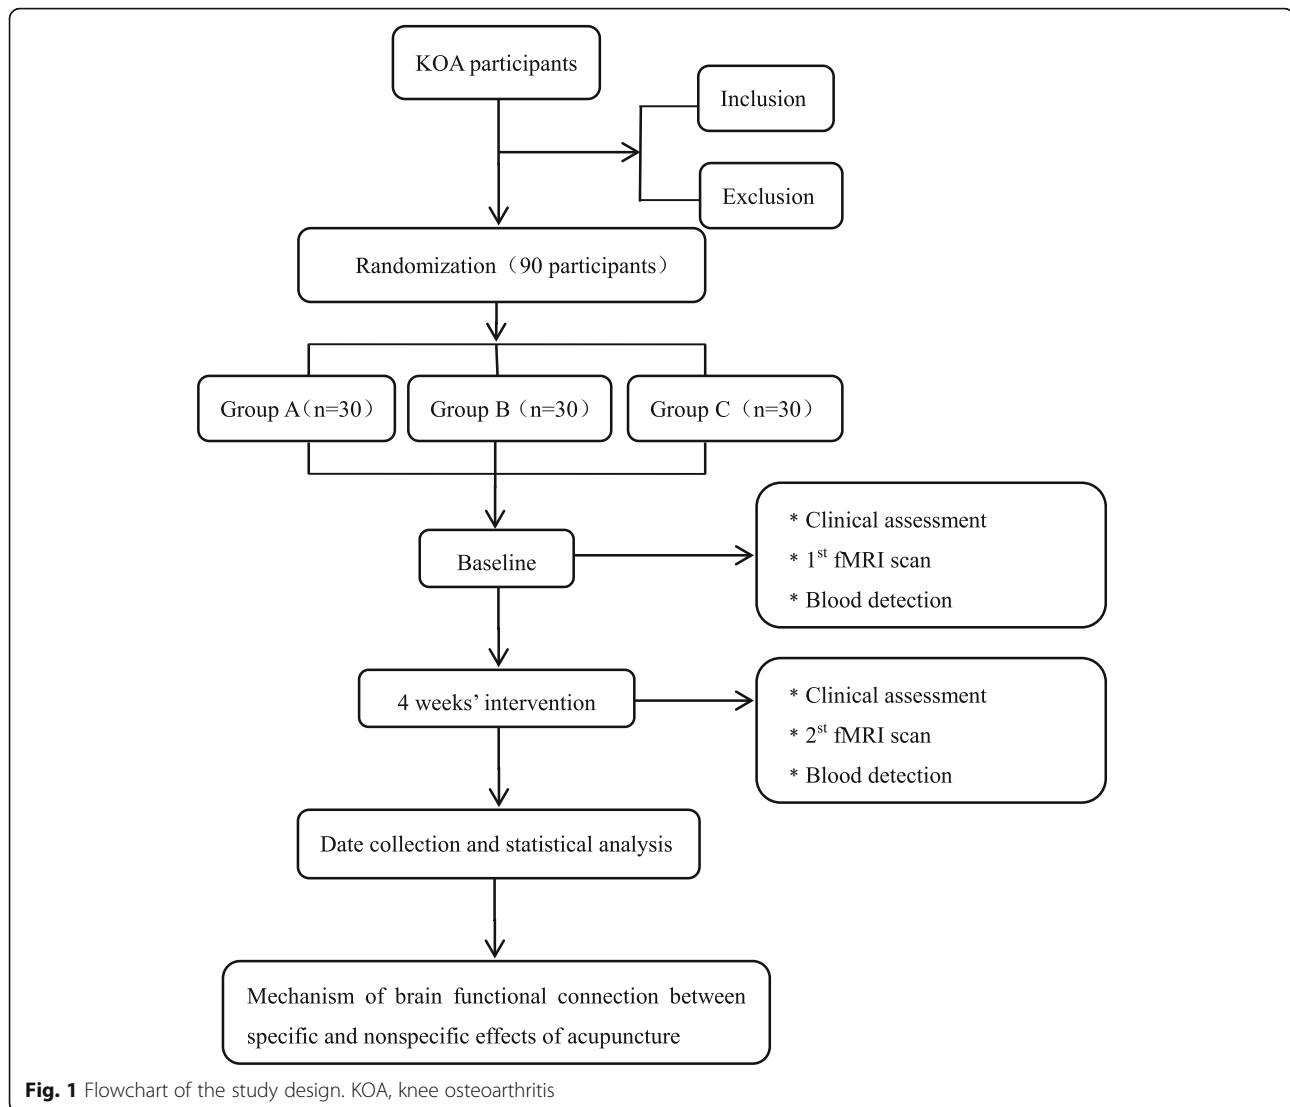 KOA participants
Inclusion
Exclusion
Randomization（90 participants）
Group A（n=30）
Group B（n=30）
Group C（n=30）
Baseline
* Clinical assessment
* 1st fMRI scan
* Blood detection
4 weeks’ intervention
* Clinical assessment
* 2st fMRI scan
* Blood detection
Date collection and statistical analysis
Mechanism of brain functional connection between
specific and nonspecific effects of acupuncture
Fig. 1 Flowchart of the study design. KOA, knee osteoarthritis